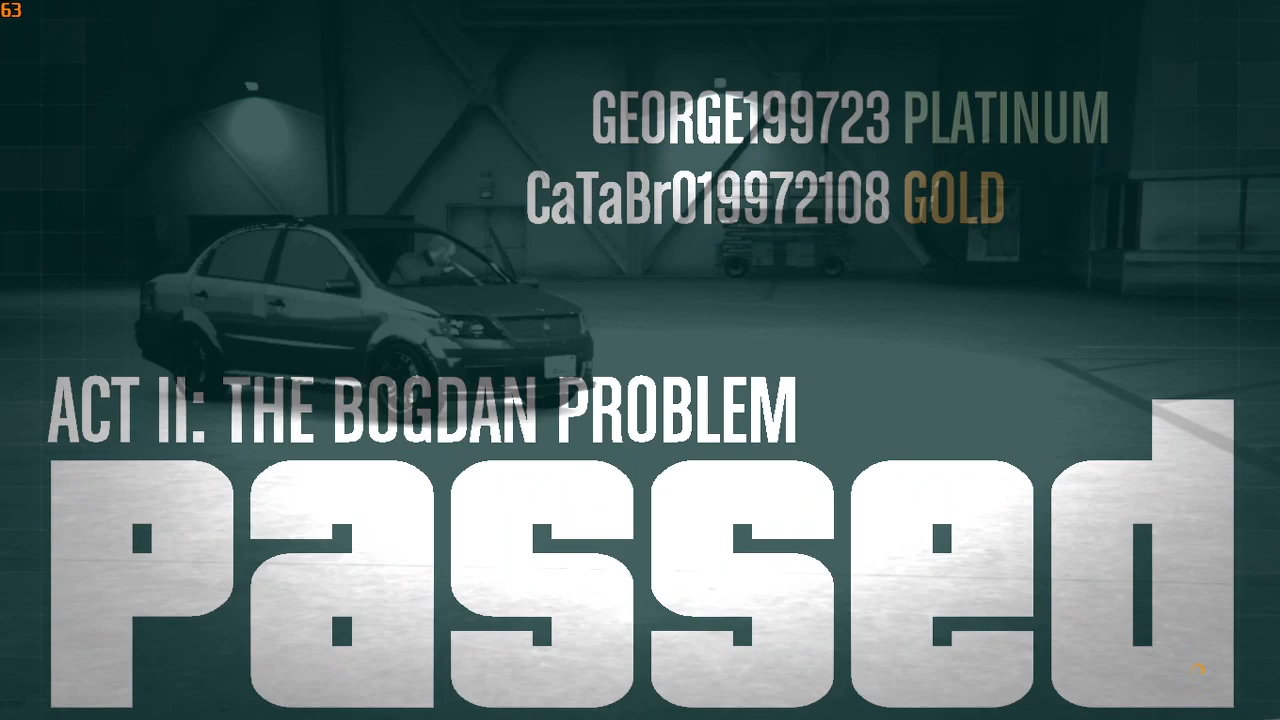 63
GEORGE199723 PLATINUM
CaTaBr019972108 GOLD
ACT II: THE BOGDAN PROBLEM
passed